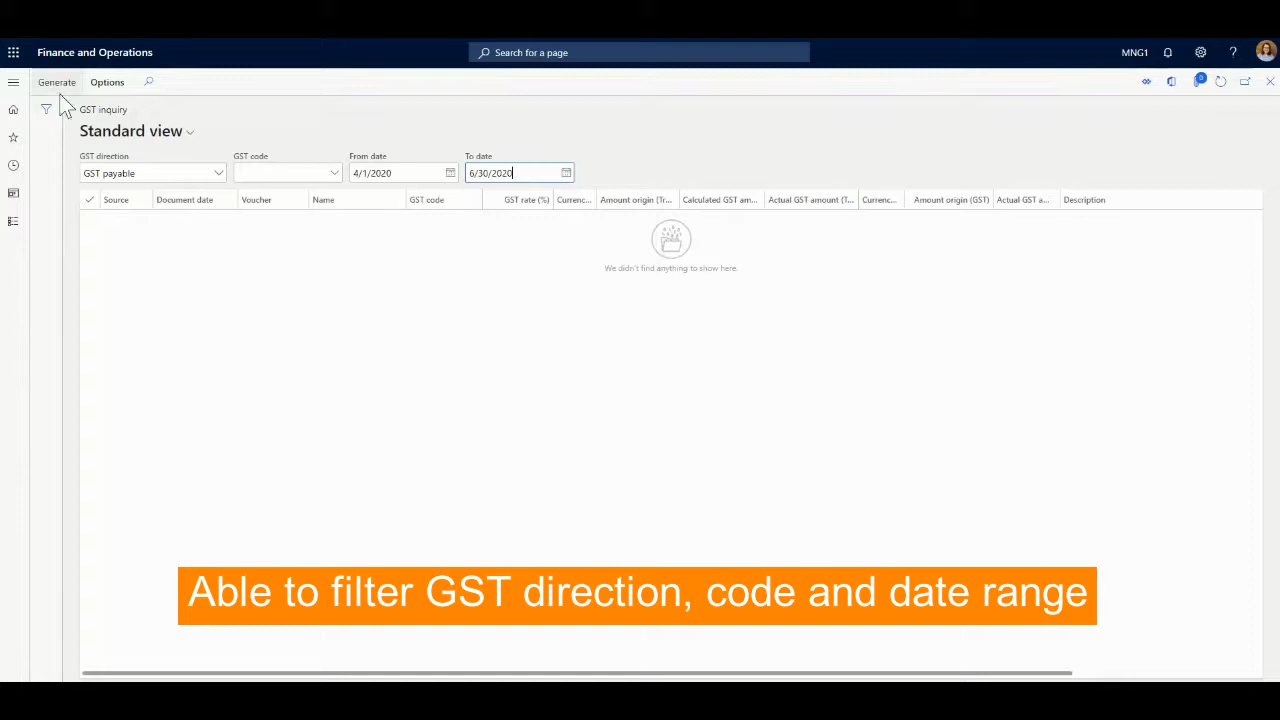 Finance and Operations
Search for a page
MNG1
Generate
Options
0
GST inquiry
Standard view
GST direction
GST code
From date
To date
GST payable
4/1/2020
6/30/2020
Source
Document date
Voucher
Name
GST code
GST rate (%)
Currenc...
Amount origin (Tr...
Calculated GST am...
Actual GST amount (T...
Currenc...
Amount origin (GST)
Actual GST a...
Description
We didn't find anything to show here.
Able to filter GST direction, code and date range